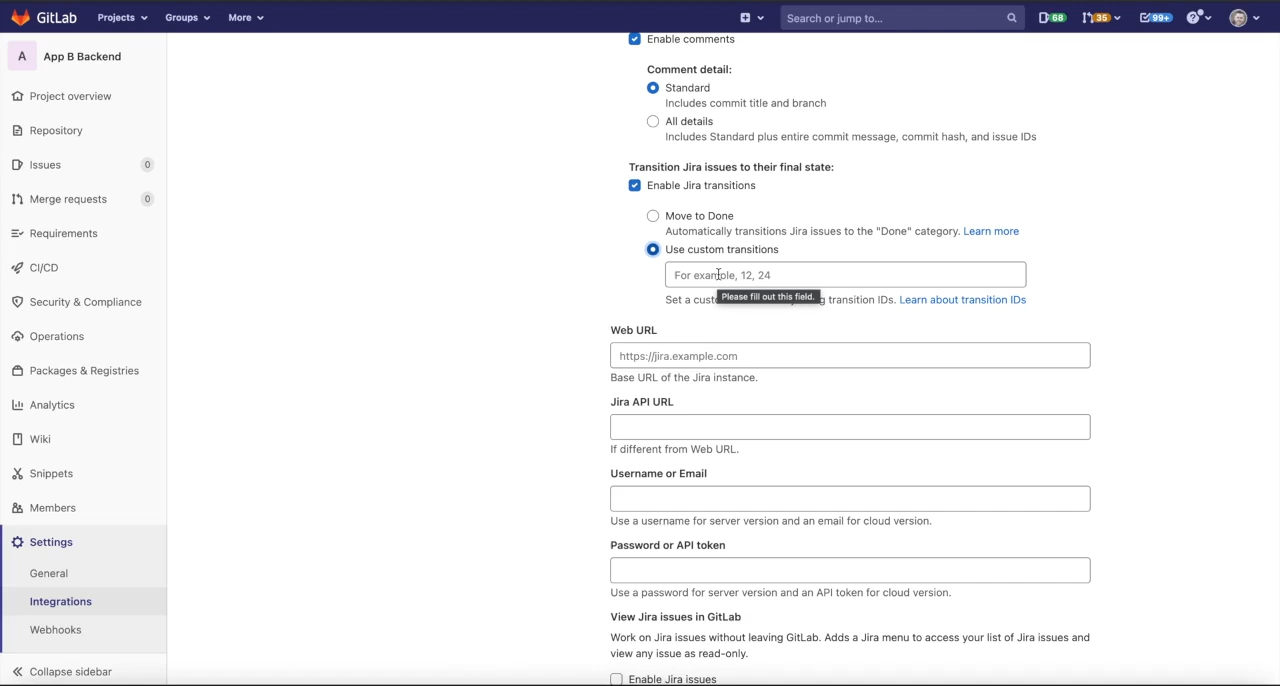 GitLab Projects Groups More Search or jump to... 68 35 99+
A App B Backend
Project overview
Repository
Issues 0
Merge requests 0
Requirements
CI/CD
Security & Compliance
Operations
Packages & Registries
Analytics
Wiki
Snippets
Members
Settings
General
Integrations
Webhooks
Collapse sidebar
Enable comments
Comment detail:
Standard
Includes commit title and branch
All details
Includes Standard plus entire commit message, commit hash, and issue IDs
Transition Jira issues to their final state:
Enable Jira transitions
Move to Done
Automatically transitions Jira issues to the "Done" category. Learn more
Use custom transitions
For example, 12, 24
Please fill out this field.
Set a transition IDs. Learn about transition IDs
Web URL
https://jira.example.com
Base URL of the Jira instance.
Jira API URL
If different from Web URL.
Username or Email
Use a username for server version and an email for cloud version.
Password or API token
Use a password for server version and an API token for cloud version.
View Jira issues in GitLab
Work on Jira issues without leaving GitLab. Adds a Jira menu to access your list of Jira issues and
view any issue as read-only.
Enable Jira issues